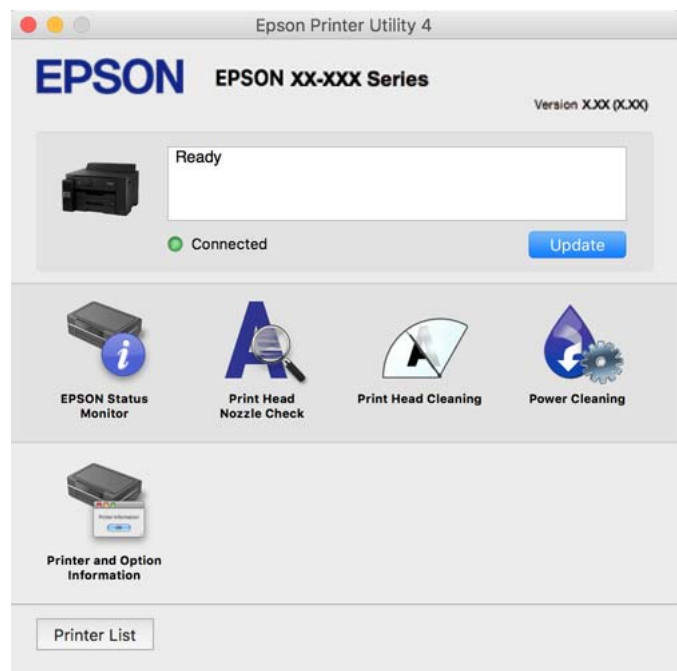 Epson Printer Utility 4
EPSON
EPSON XX-XXX Series
Version X.XX (X.XX)
Ready
Connected
Update
EPSON Status
Monitor
Print Head
Nozzle Check
Print Head Cleaning
Power Cleaning
Printer and Option
Information
Printer List